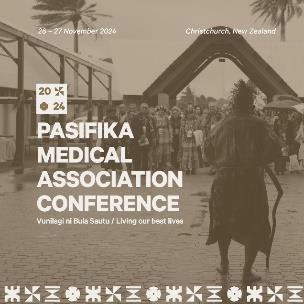 26 – 27 November 2024
Christchurch, New Zealand
20
24
PASIFIKA
MEDICAL
ASSOCIATION
CONFERENCE
Vunilagi ni Bula Sautu / Living our best lives